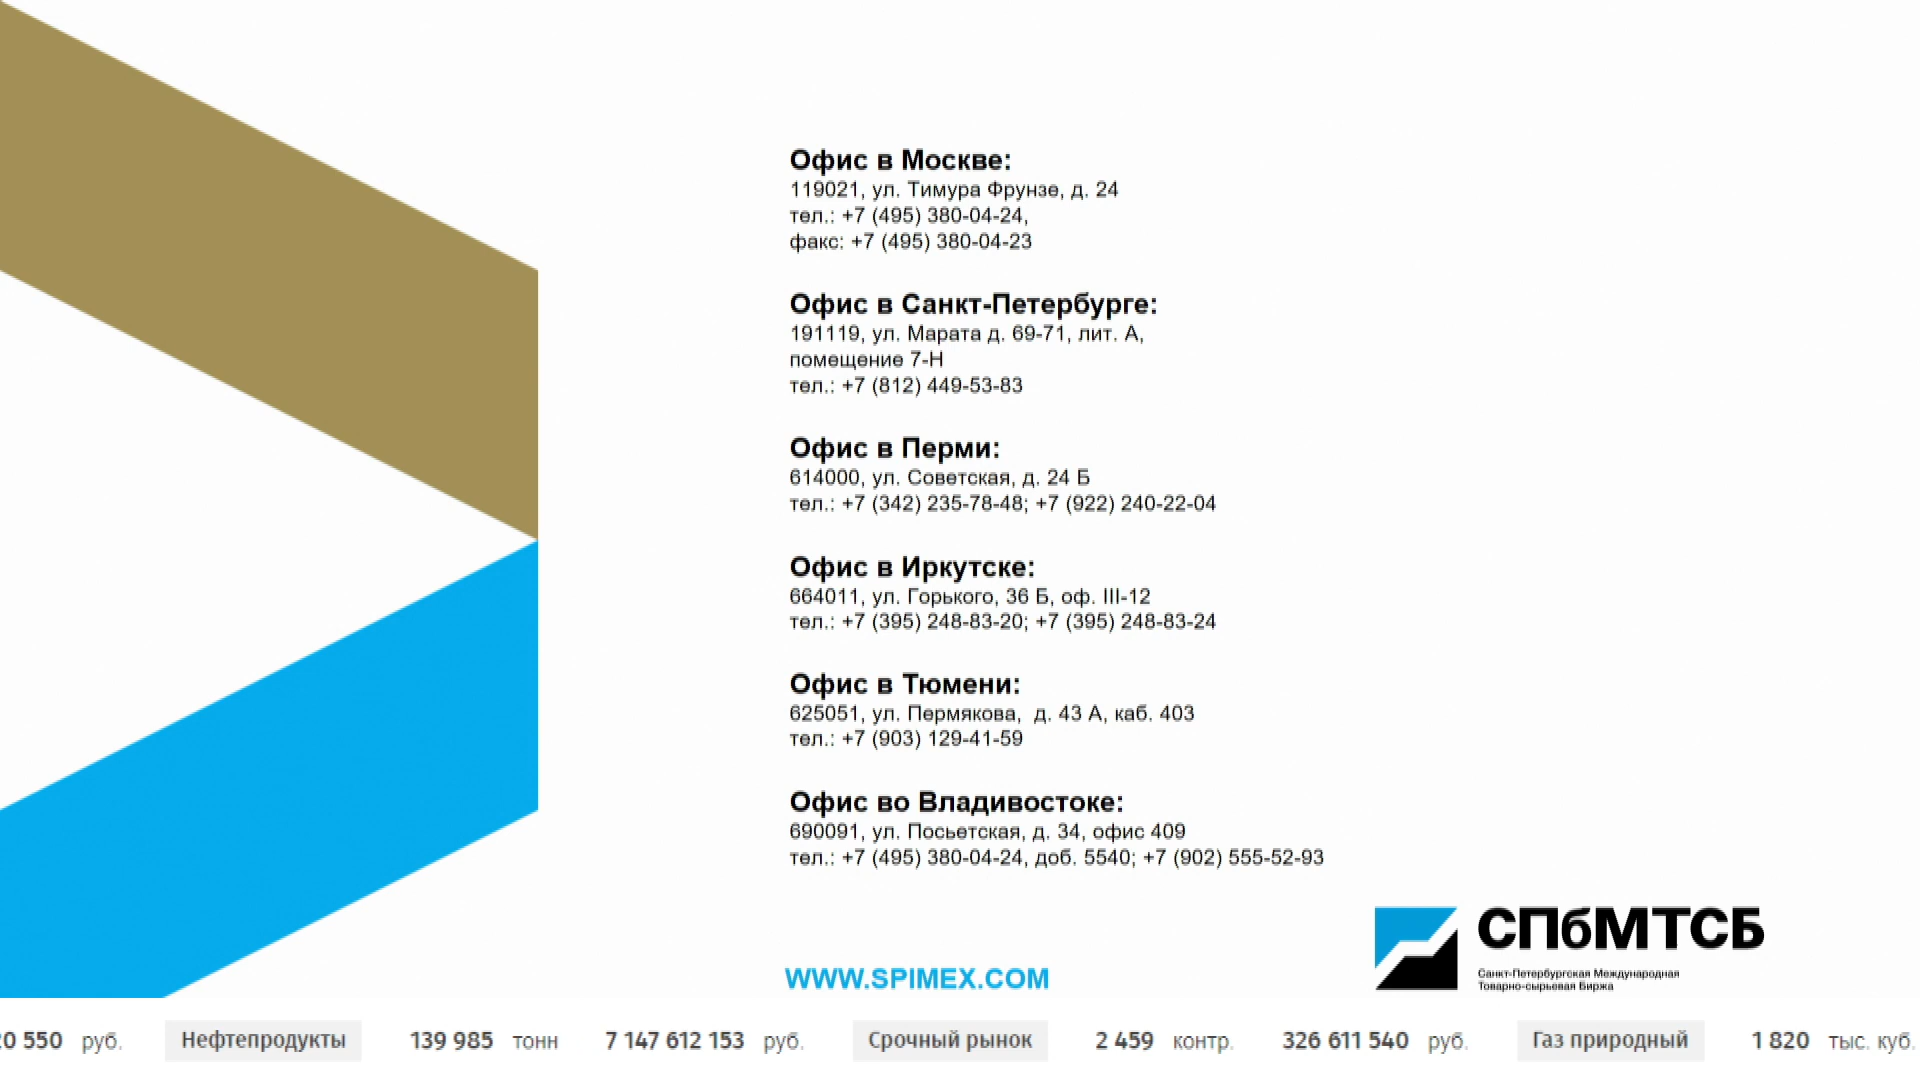 Офис в Москве:
119021, ул. Тимура Фрунзе, д. 24
тел.: +7 (495) 380-04-24,
факс: +7 (495) 380-04-23
Офис в Санкт-Петербурге:
191119, ул. Марата д. 69-71, лит. А,
помещение 7-Н
тел.: +7 (812) 449-53-83
Офис в Перми:
614000, ул. Советская, д. 24 Б
тел.: +7 (342) 235-78-48; +7 (922) 240-22-04
Офис в Иркутске:
664011, ул. Горького, 36 Б, оф. III-12
тел.: +7 (395) 248-83-20; +7 (395) 248-83-24
Офис в Тюмени:
625051, ул. Пермякова, д. 43 А, каб. 403
тел.: +7 (903) 129-41-59
Офис во Владивостоке:
690091, ул. Посьетская, д. 34, офис 409
тел.: +7 (495) 380-04-24, доб. 5540; +7 (902) 555-52-93
WWW.SPIMEX.COM
СПбМТСБ
Санкт-Петербургская Международная
Товарно-сырьевая Биржа
0 550 руб. Нефтепродукты 139 985 тонн 7 147 612 153 руб. Срочный рынок 2 459 контр. 326 611 540 руб. Газ природный 1 820 тыс. куб.